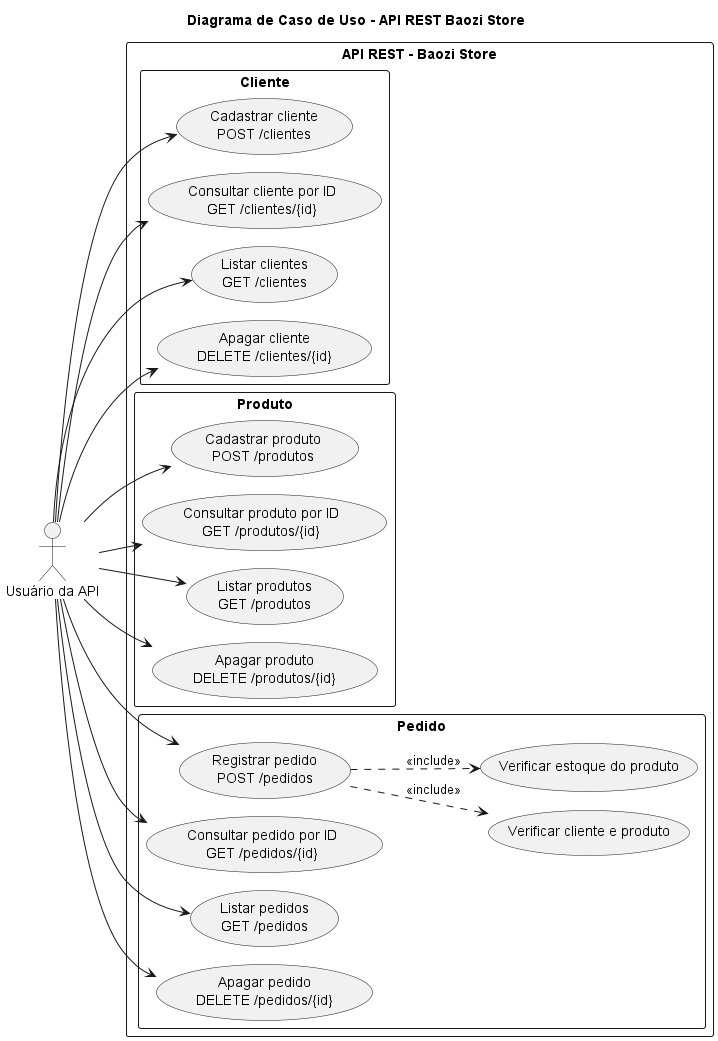 Diagrama de Caso de Uso - API REST Baozi Store
API REST - Baozi Store
Cliente
Cadastrar cliente
POST /clientes
Consultar cliente por ID
GET /clientes/{id}
Listar clientes
GET /clientes
Apagar cliente
DELETE /clientes/{id}
Produto
Cadastrar produto
POST /produtos
Consultar produto por ID
GET /produtos/{id}
Listar produtos
GET /produtos
Apagar produto
DELETE /produtos/{id}
Usuário da API
Pedido
Registrar pedido
POST /pedidos
«include»
Verificar estoque do produto
«include»
Verificar cliente e produto
Consultar pedido por ID
GET /pedidos/{id}
Listar pedidos
GET /pedidos
Apagar pedido
DELETE /pedidos/{id}